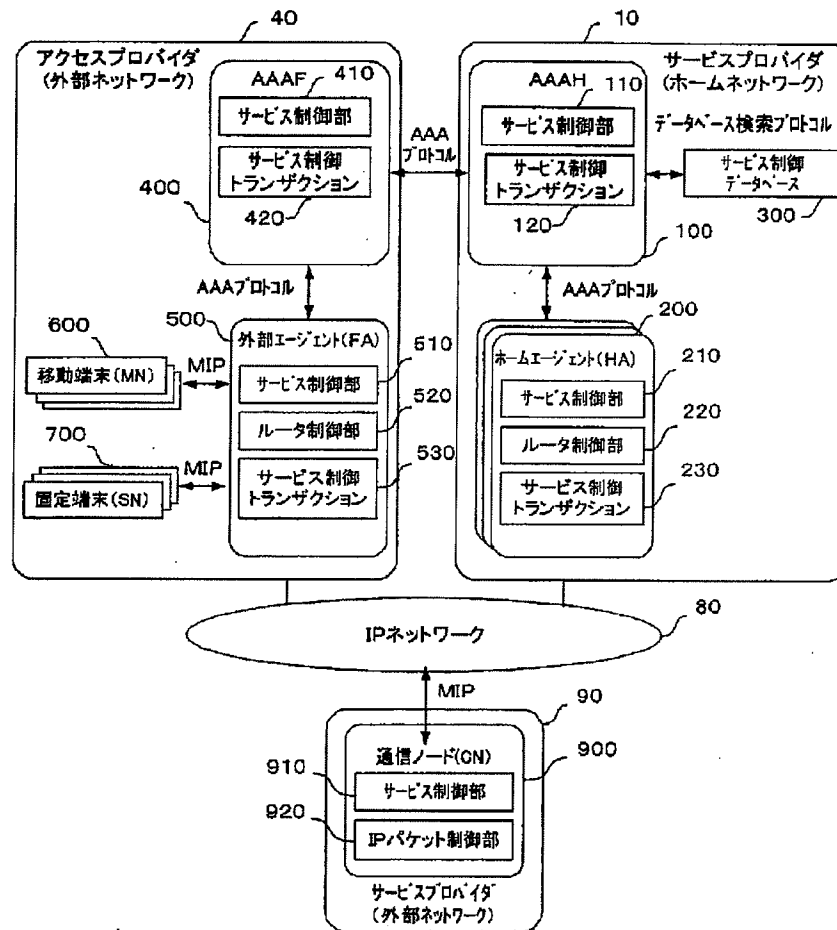 40
アクセスプロバイダ
(外部ネットワーク)
AAAF
410
サービス制御部
サービス制御
トランザクション
420
400
AAAプロトコル
500
外部エージェント(FA)
510
サービス制御部
520
ルータ制御部
530
サービス制御
トランザクション
600
移動端末(MN)
MIP
700
固定端末(SN)
MIP
AAA
プロトコル
10
サービスプロバイダ
(ホームネットワーク)
AAAH
110
サービス制御部
サービス制御
トランザクション
120
100
データベース検索プロトコル
サービス制御
データベース
300
AAAプロトコル
200
ホームエージェント(HA)
210
サービス制御部
220
ルータ制御部
230
サービス制御
トランザクション
80
IPネットワーク
MIP
90
通信ノード(CN)
900
910
サービス制御部
920
IPパケット制御部
サービスプロバイダ
(外部ネットワーク)